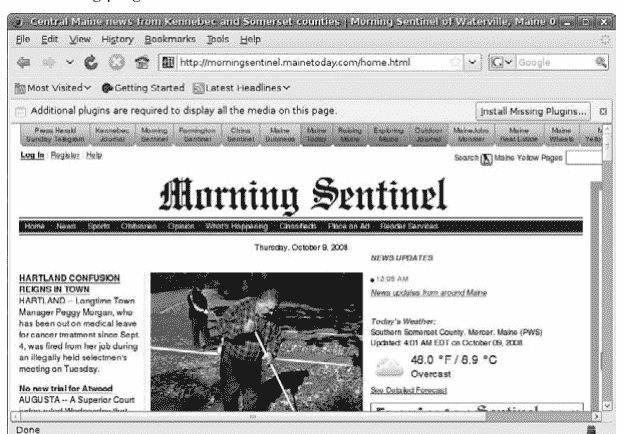 Central Maine news from Kennebec and Somerset counties | Morning Sentinel of Waterville, Maine 0
File Edit View History Bookmarks Tools Help
http://morningsentinel.mainetoday.com/home.html
Google
Most Visited Getting Started Latest Headlines
Additional plugins are required to display all the media on this page.
Install Missing Plugins...
Press Herald Kennebec Morning Farmington China Maine Maine Raising Exploring Outdoor MaineJobs Maine Maine
Sunday Telegram Journal Sentinel Sentinel Sentinel Business Today Maine Maine Journal Monster Real Estate Wheels
Log In | Register | Help
Search Maine Yellow Pages
Morning Sentinel
Home News Sports Obituaries Opinion What's Happening Classifieds Place an Ad Reader Services
Thursday, October 9, 2008
HARTLAND CONFUSION
REIGNS IN TOWN
HARTLAND -- Longtime Town
Manager Peggy Morgan, who
has been out on medical leave
for cancer treatment since Sept.
4, was fired from her job during
an illegally held selectmen's
meeting on Tuesday.
No new trial for Atwood
AUGUSTA -- A Superior Court
NEWS UPDATES
12:05 AM
News updates from around Maine
Today's Weather:
Southern Somerset County, Mercer, Maine (PWS)
Updated: 4:01 AM EDT on October 09, 2008
48.0 °F / 8.9 °C
Overcast
See Detailed Forecast
Done